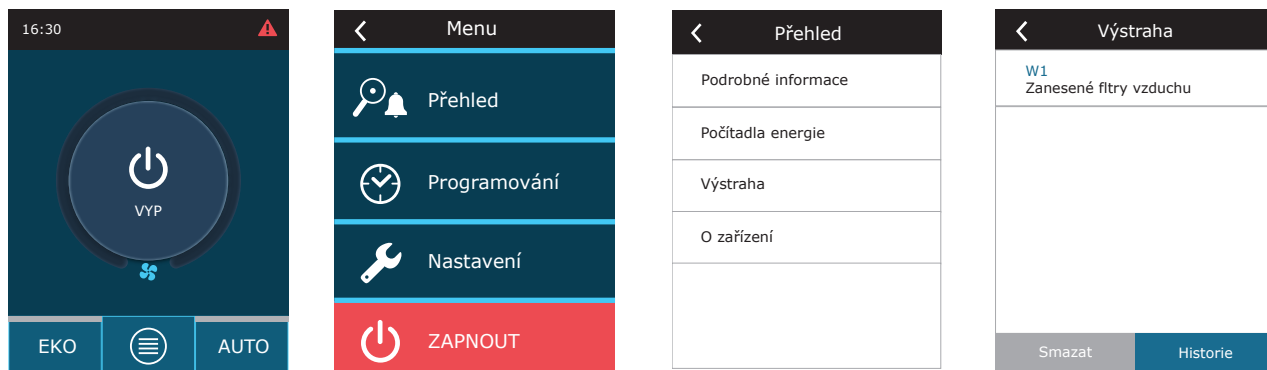 16:30
VYP
EKO
AUTO
Menu
Přehled
Programování
Nastavení
ZAPNOUT
Přehled
Podrobné informace
Počítadla energie
Výstraha
O zařízení
Výstraha
W1
Zanesené fltry vzduchu
Smazat
Historie